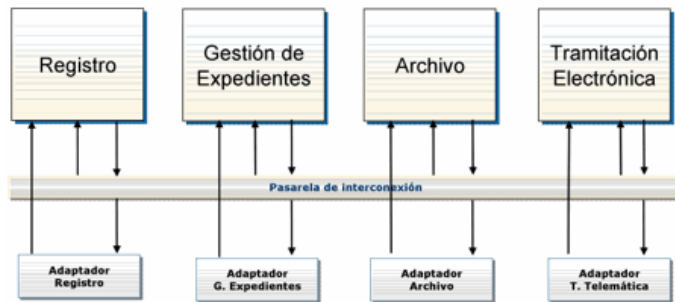 Registro
Gestión de
Expedientes
Archivo
Tramitación
Electrónica
Pasarela de interconexión
Adaptador
Registro
Adaptador
G. Expedientes
Adaptador
Archivo
Adaptador
T. Telemática